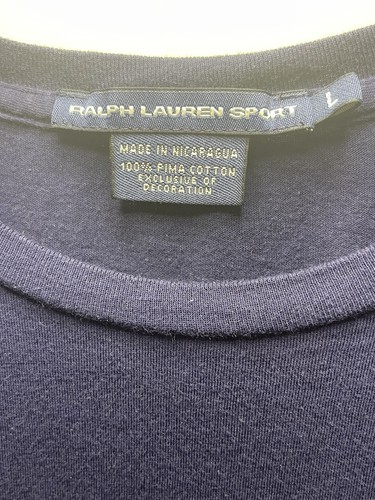 RALPH LAUREN SPORT
L
MADE IN NICARAGUA
100% PIMA COTTON
EXCLUSIVE OF
DECORATION